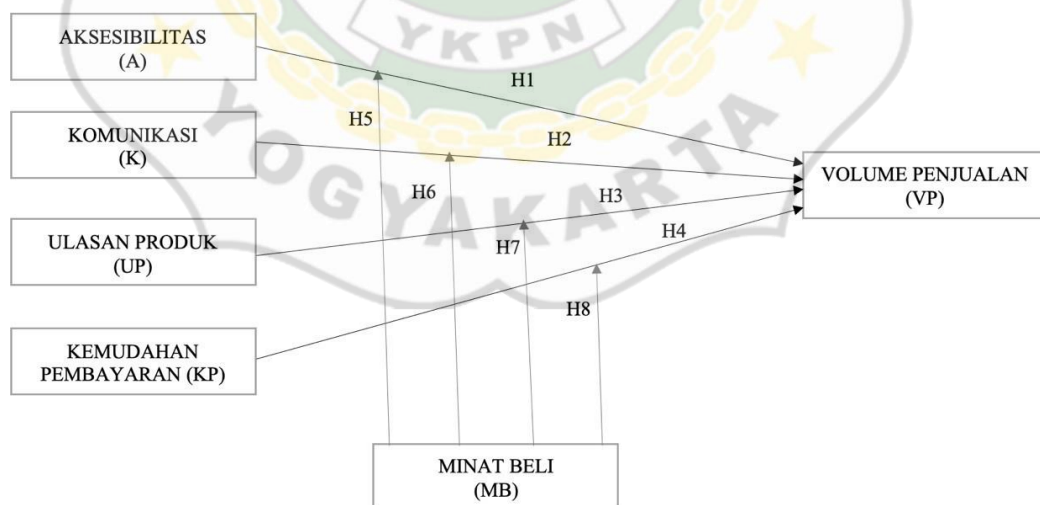 YKPN
YOGYAKARTA
AKSESIBILITAS
(A)
H1
H5
KOMUNIKASI
(K)
H2
H6
VOLUME PENJUALAN
(VP)
ULASAN PRODUK
(UP)
H3
H7
H4
H8
KEMUDAHAN
PEMBAYARAN (KP)
MINAT BELI
(MB)